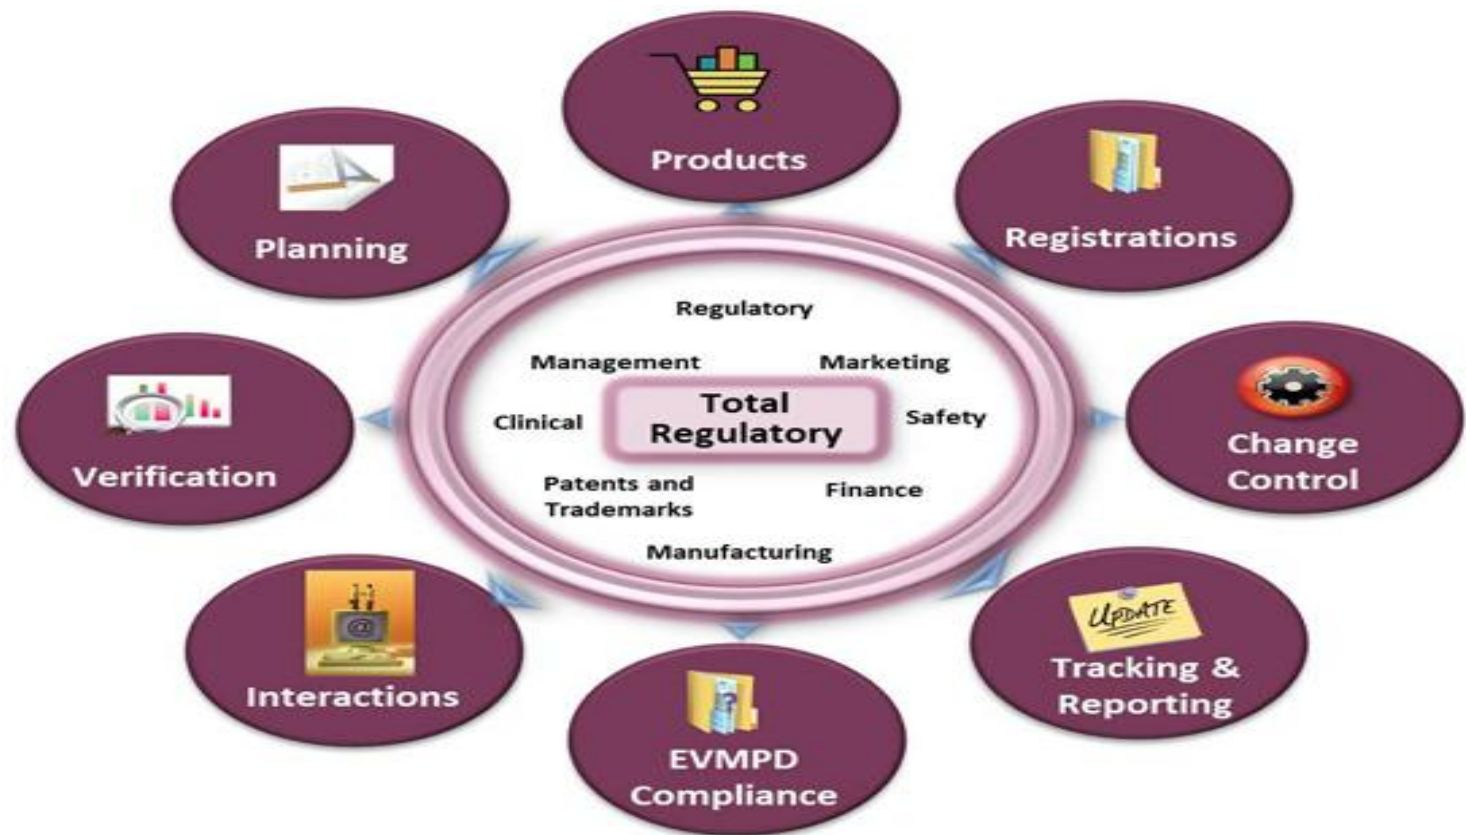 Products
Planning
Registrations
Regulatory
Management
Marketing
Total
Regulatory
Clinical
Safety
Verification
Change
Control
Patents and
Trademarks
Finance
Manufacturing
@
Interactions
UPDATE
Tracking &
Reporting
?
EVMPD
Compliance